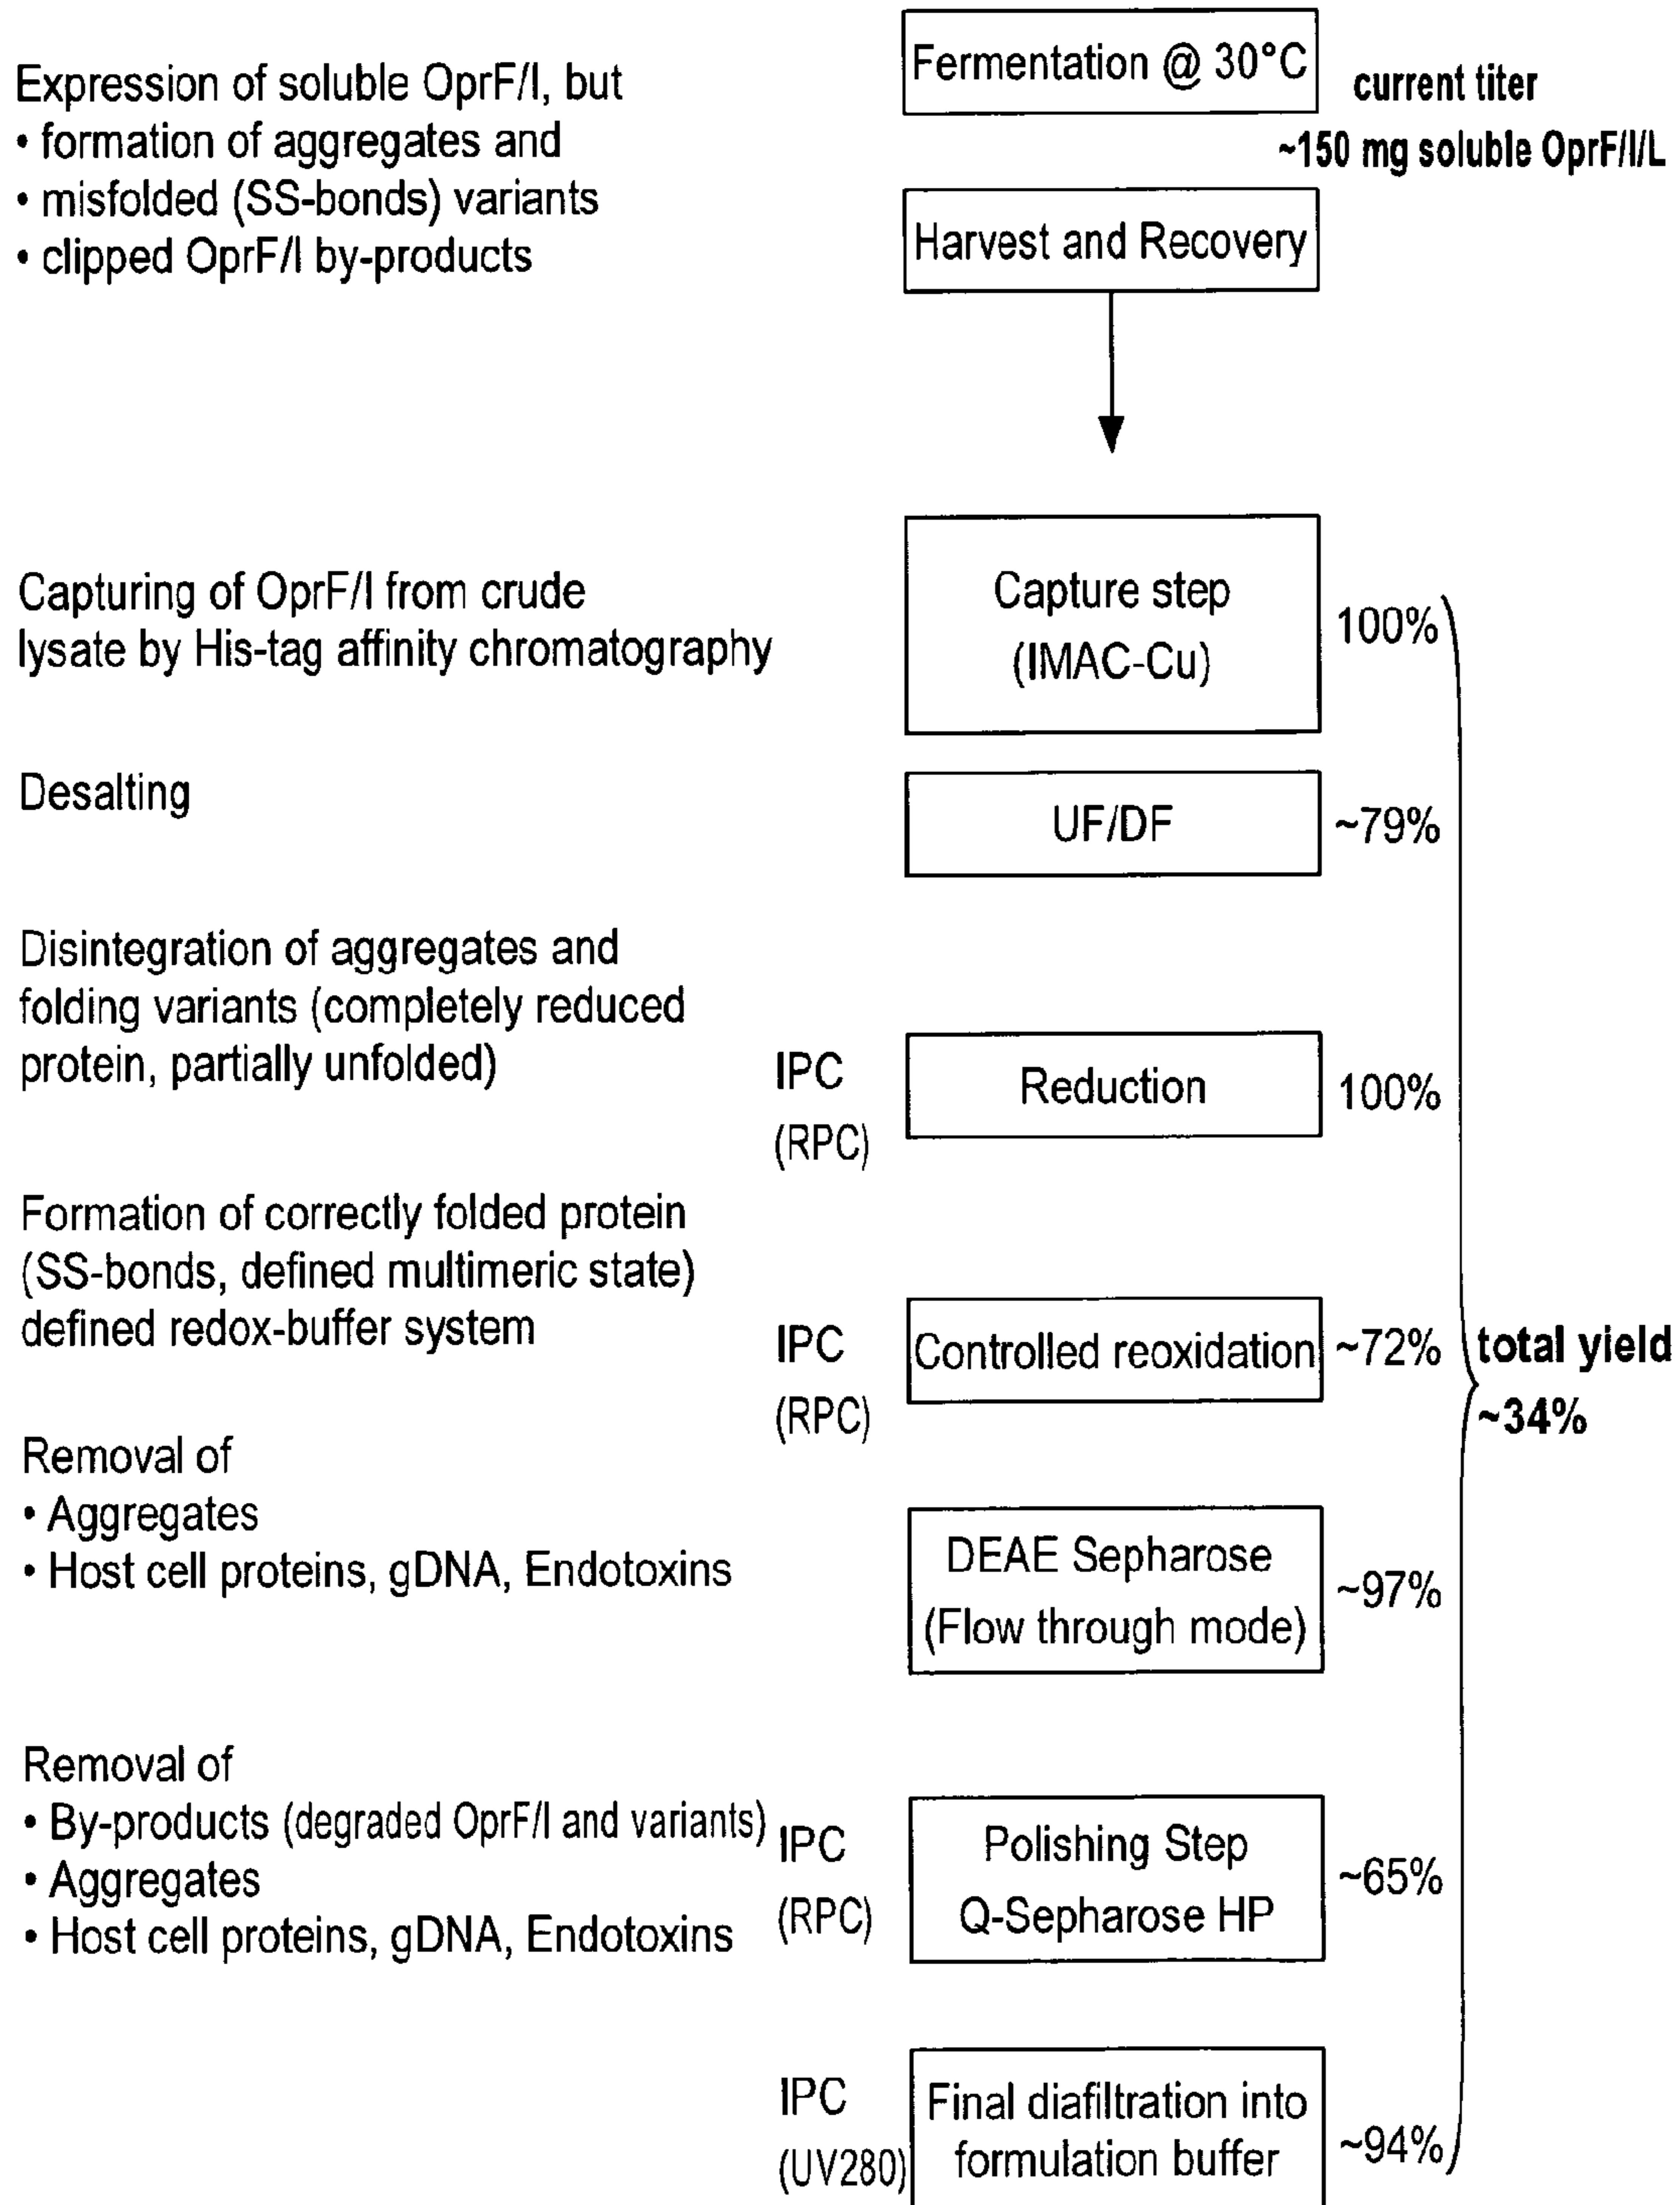 Fermentation @ 30°C
current titer
~150 mg soluble OprF/I/L
Expression of soluble OprF/I, but
• formation of aggregates and
• misfolded (SS-bonds) variants
• clipped OprF/I by-products
Harvest and Recovery
Capturing of OprF/I from crude
lysate by His-tag affinity chromatography
Capture step
(IMAC-Cu)
100%
Desalting
UF/DF
~79%
Disintegration of aggregates and
folding variants (completely reduced
protein, partially unfolded)
IPC
(RPC)
Reduction
100%
Formation of correctly folded protein
(SS-bonds, defined multimeric state)
defined redox-buffer system
IPC
(RPC)
Controlled reoxidation
~72%
total yield
~34%
Removal of
• Aggregates
• Host cell proteins, gDNA, Endotoxins
DEAE Sepharose
(Flow through mode)
~97%
Removal of
• By-products (degraded OprF/I and variants)
• Aggregates
• Host cell proteins, gDNA, Endotoxins
IPC
(RPC)
Polishing Step
Q-Sepharose HP
~65%
IPC
(UV280)
Final diafiltration into
formulation buffer
~94%